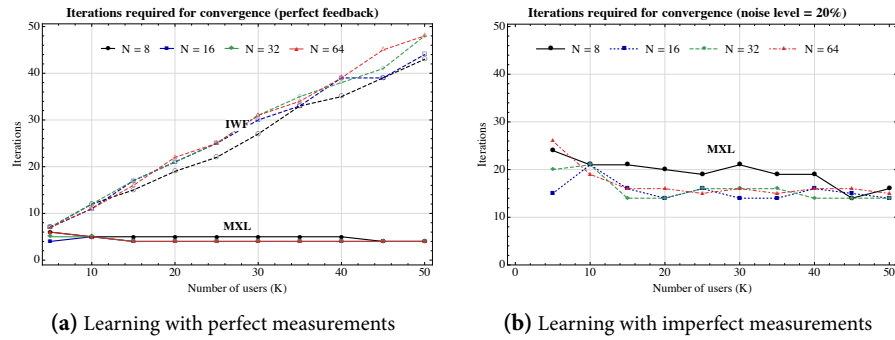 Iterations required for convergence (perfect feedback)
N = 8 N = 16 N = 32 N = 64
IWF
MXL
Iterations
0
10
20
30
40
50
10 20 30 40 50
Number of users (K)
(a) Learning with perfect measurements
Iterations required for convergence (noise level = 20%)
N = 8 N = 16 N = 32 N = 64
MXL
Iterations
0
10
20
30
40
50
0 10 20 30 40 50
Number of users (K)
(b) Learning with imperfect measurements